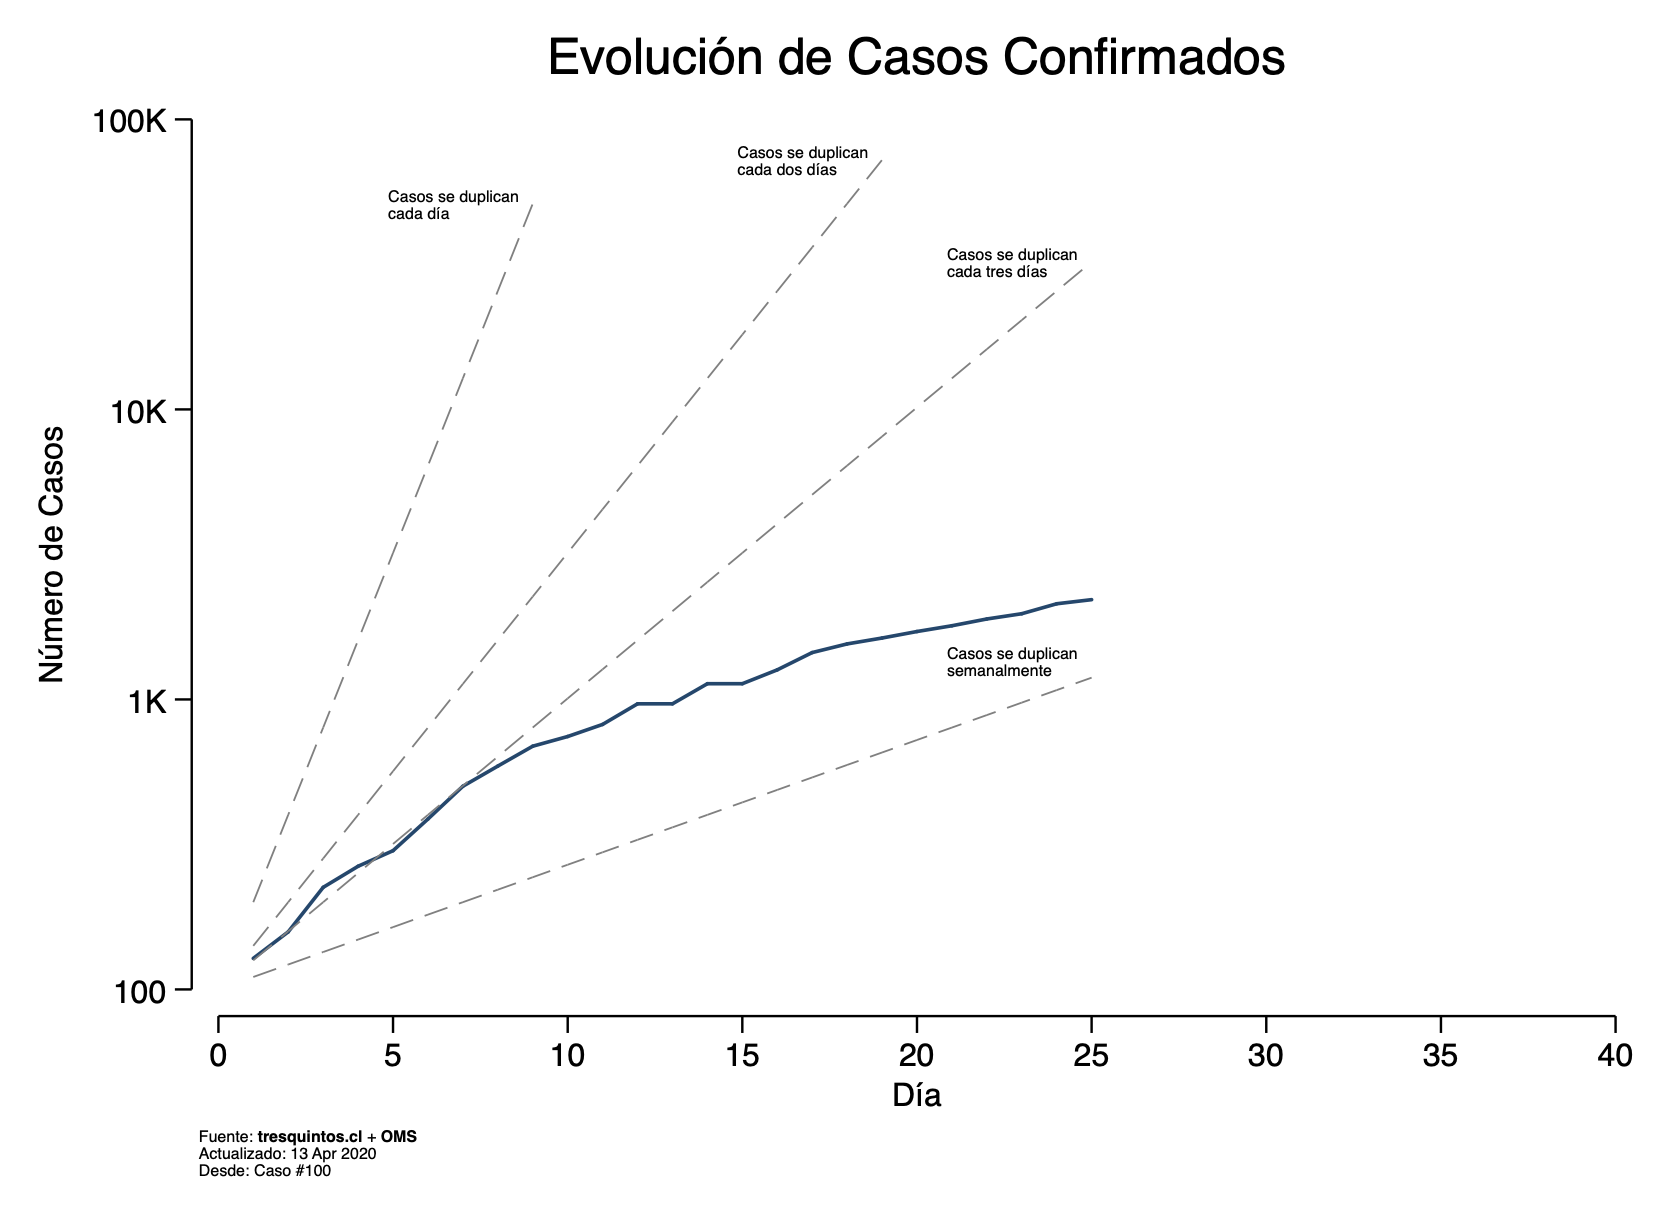 Evolución de Casos Confirmados
100K
10K
1K
100
Número de Casos
Casos se duplican
cada día
Casos se duplican
cada dos días
Casos se duplican
cada tres días
Casos se duplican
semanalmente
0 5 10 15 20 25 30 35 40
Día
Fuente: tresquintos.cl + OMS
Actualizado: 13 Apr 2020
Desde: Caso #100